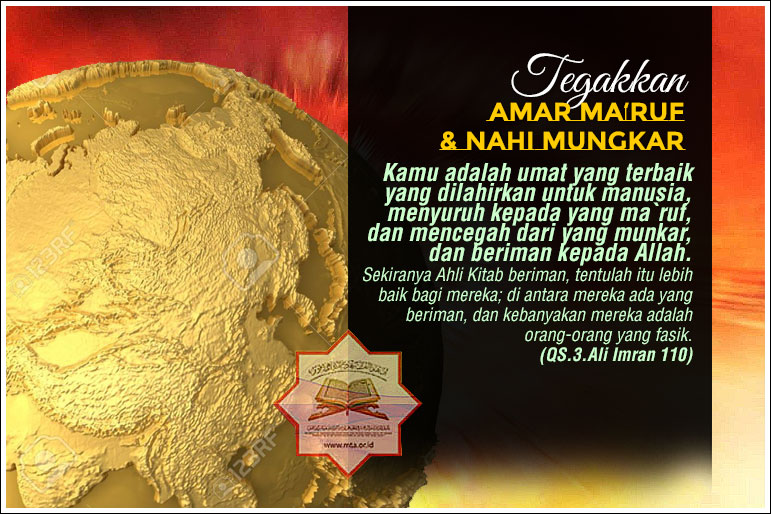 Tegakkan
AMAR MA'RUF
& NAHI MUNGKAR
Kamu adalah umat yang terbaik
yang dilahirkan untuk manusia,
menyuruh kepada yang ma`ruf,
dan mencegah dari yang munkar,
dan beriman kepada Allah.
Sekiranya Ahli Kitab beriman, tentulah itu lebih
baik bagi mereka; di antara mereka ada yang
beriman, dan kebanyakan mereka adalah
orang-orang yang fasik.
(QS.3.Ali Imran 110)
www.mta.or.id
123RF
123RF